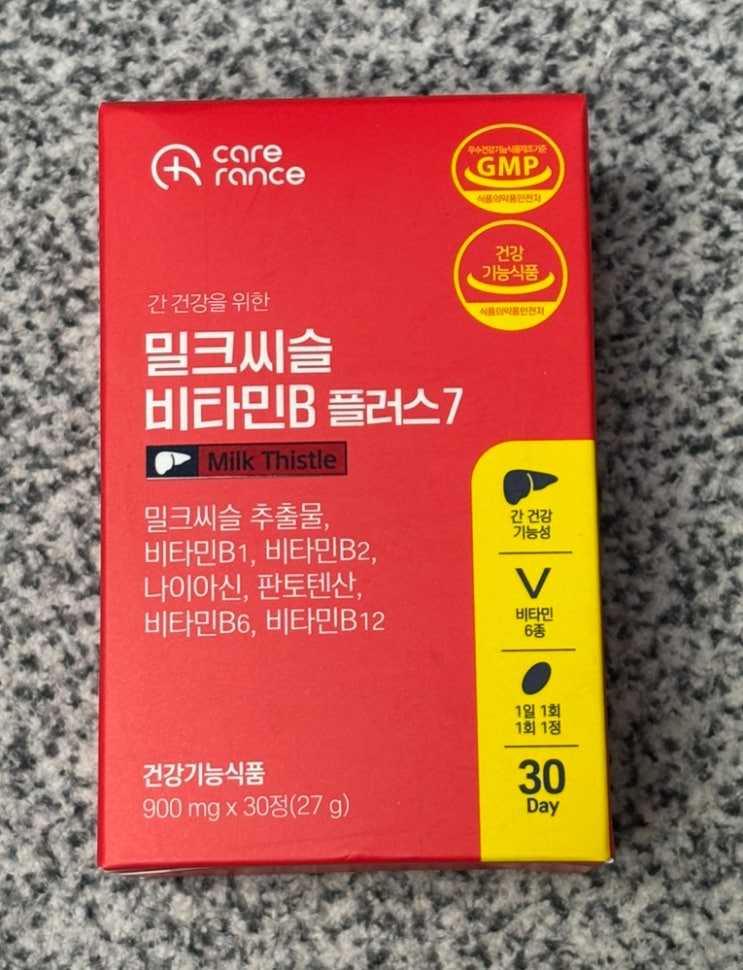 care
rance
우수건강기능식품제조기준
GMP
식품의약품안전처
건강
기능식품
식품의약품안전처
간 건강을 위한
밀크씨슬
비타민B 플러스7
Milk Thistle
밀크씨슬 추출물,
비타민B1, 비타민B2,
나이아신, 판토텐산,
비타민B6, 비타민B12
간 건강
기능성
비타민
6종
1일 1회
1회 1정
30
Day
건강기능식품
900 mg x 30정(27 g)